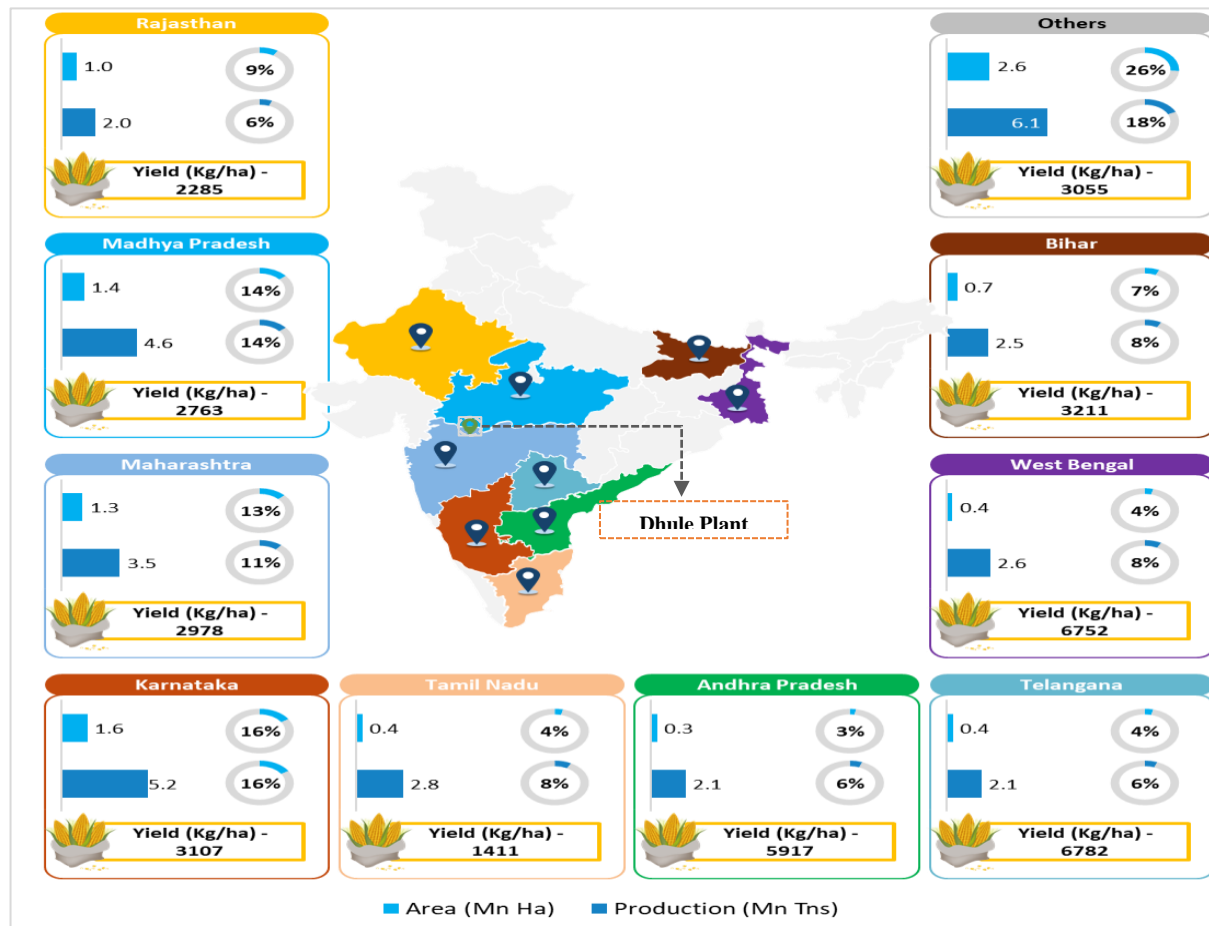 Rajasthan
1.0
9%
2.0
6%
Yield (Kg/ha) -
2285
Others
2.6
26%
6.1
18%
Yield (Kg/ha) -
3055
Madhya Pradesh
1.4
14%
4.6
14%
Yield (Kg/ha) -
2763
Bihar
0.7
7%
2.5
8%
Yield (Kg/ha) -
3211
Maharashtra
1.3
13%
3.5
11%
Yield (Kg/ha) -
2978
Dhule Plant
West Bengal
0.4
4%
2.6
8%
Yield (Kg/ha) -
6752
Karnataka
1.6
16%
5.2
16%
Yield (Kg/ha) -
3107
Tamil Nadu
0.4
4%
2.8
8%
Yield (Kg/ha) -
1411
Andhra Pradesh
0.3
3%
2.1
6%
Yield (Kg/ha) -
5917
Telangana
0.4
4%
2.1
6%
Yield (Kg/ha) -
6782
Area (Mn Ha) Production (Mn Tns)